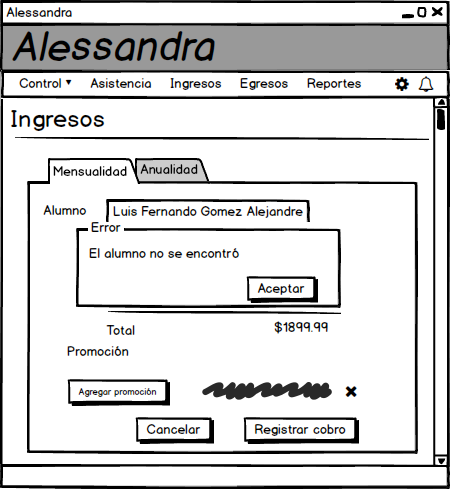 Alessandra
Alessandra
Control Asistencia Ingresos Egresos Reportes
Ingresos
Mensualidad Anualidad
Alumno Luis Fernando Gomez Alejandre
Error
El alumno no se encontró
Aceptar
Total $1899.99
Promoción
Agregar promoción
Cancelar Registrar cobro